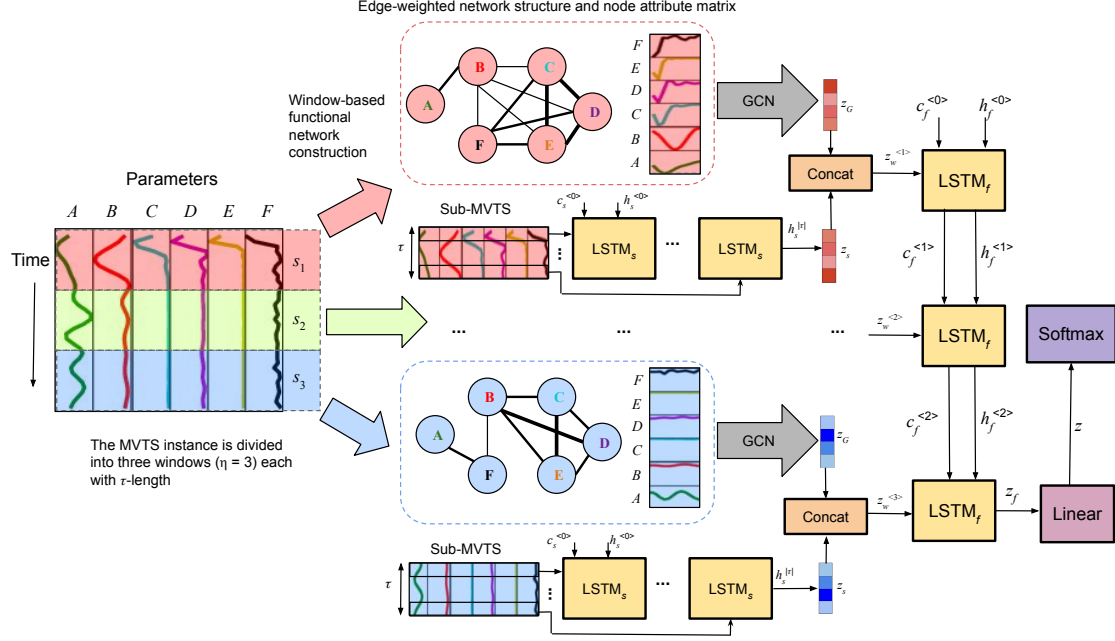 Edge-weighted network structure and node attribute matrix
Window-based
functional
network
construction
A
B
C
D
E
F
F
E
D
C
B
A
GCN
z_G
Concat
z_w^<1>
c_f^<0>
h_f^<0>
LSTM_f
Parameters
A B C D E F
Time
s_1
s_2
s_3
The MVTS instance is divided
into three windows (η = 3) each
with τ-length
Sub-MVTS
τ
c_s^<0>
h_s^<0>
LSTM_s
...
LSTM_s
h_s^|τ|
z_s
c_f^<1>
h_f^<1>
...
...
...
z_w^<2>
LSTM_f
Softmax
A
B
C
D
E
F
F
E
D
C
B
A
GCN
z_G
Concat
z_w^<3>
c_f^<2>
h_f^<2>
LSTM_f
z_f
Linear
z
Sub-MVTS
τ
c_s^<0>
h_s^<0>
LSTM_s
...
LSTM_s
h_s^|τ|
z_s